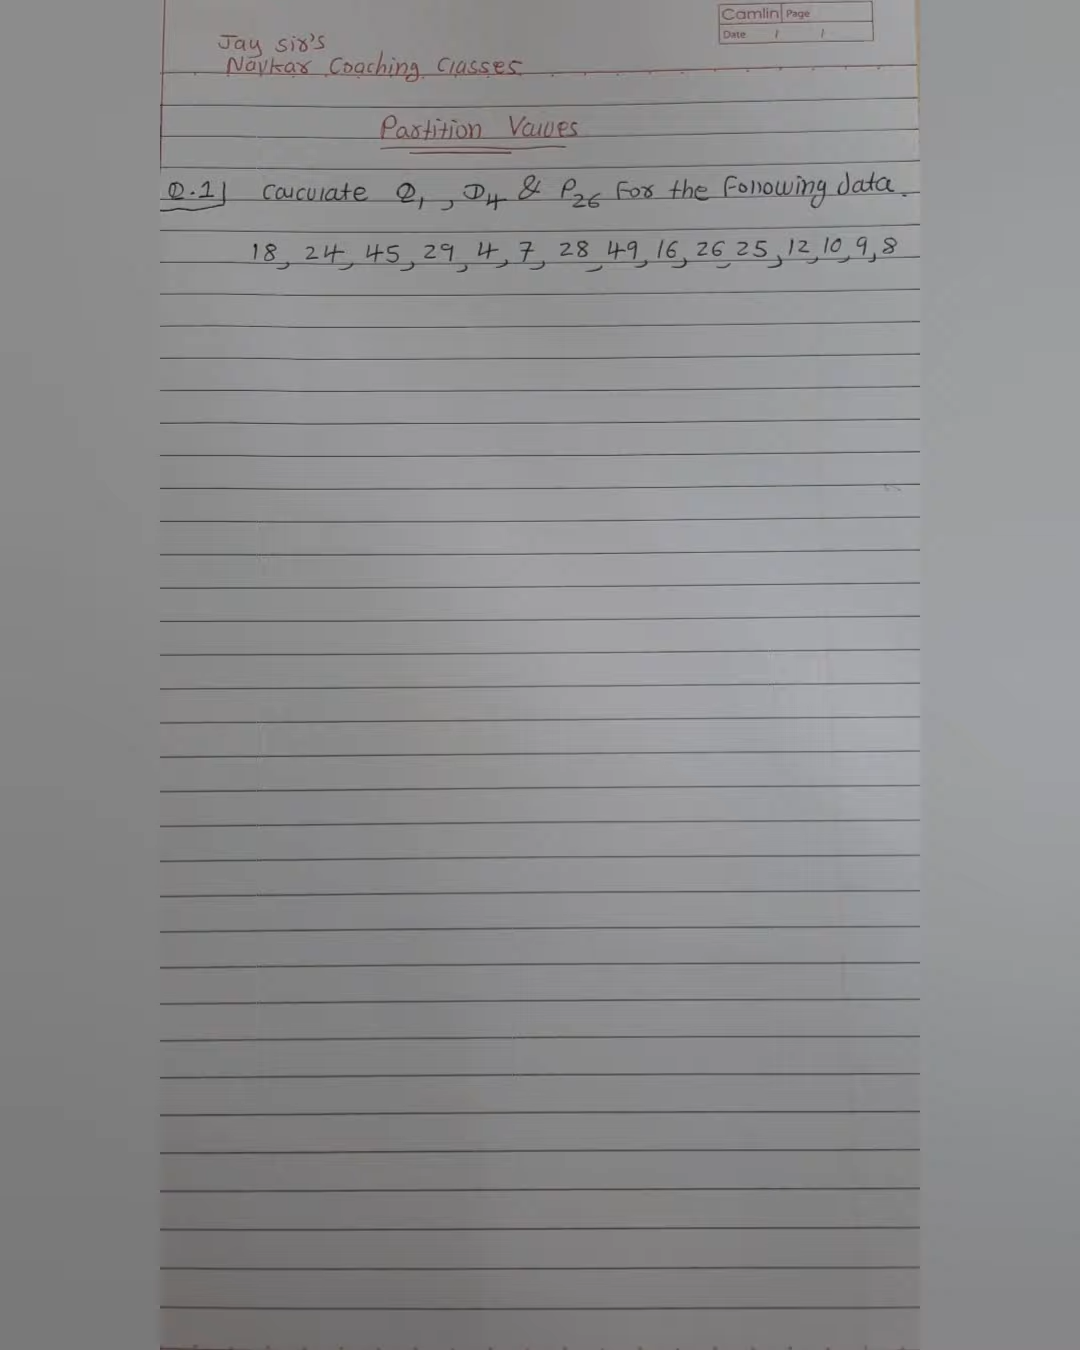 Camlin Page
Date / /
Jay sir's
Navkar Coaching Classes
Partition Values
Q.1] Calculate Q1, D4 & P26 For the Following data.
18, 24, 45, 29, 4, 7, 28, 49, 16, 26, 25, 12, 10, 9, 8